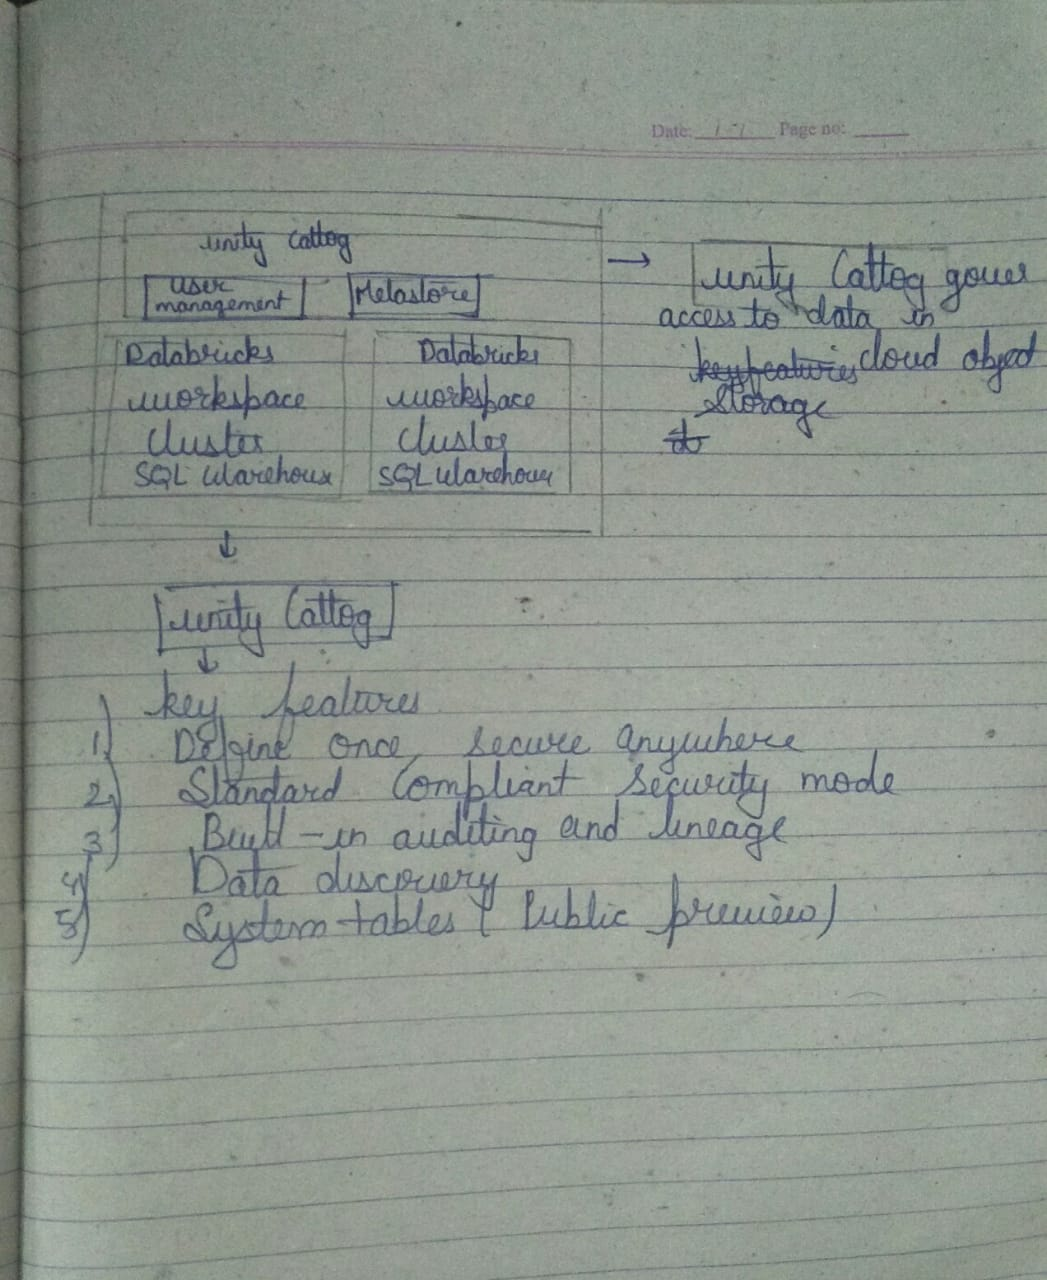 Date: Page no:
unity Cattog
user
management
Metastore
Databricks
workspace
Cluster
SQL Warehouse
Databricks
workspace
Cluster
SQL Warehouse
→ unity Cattog gover
access to data in
keyfeatures cloud object
storage
↓
unity Cattog
↓
key features
1) Define once, secure anywhere
2) Standard Compliant security mode
3) Built-in auditing and lineage
4) Data discovery
5) System tables ( Public preview)